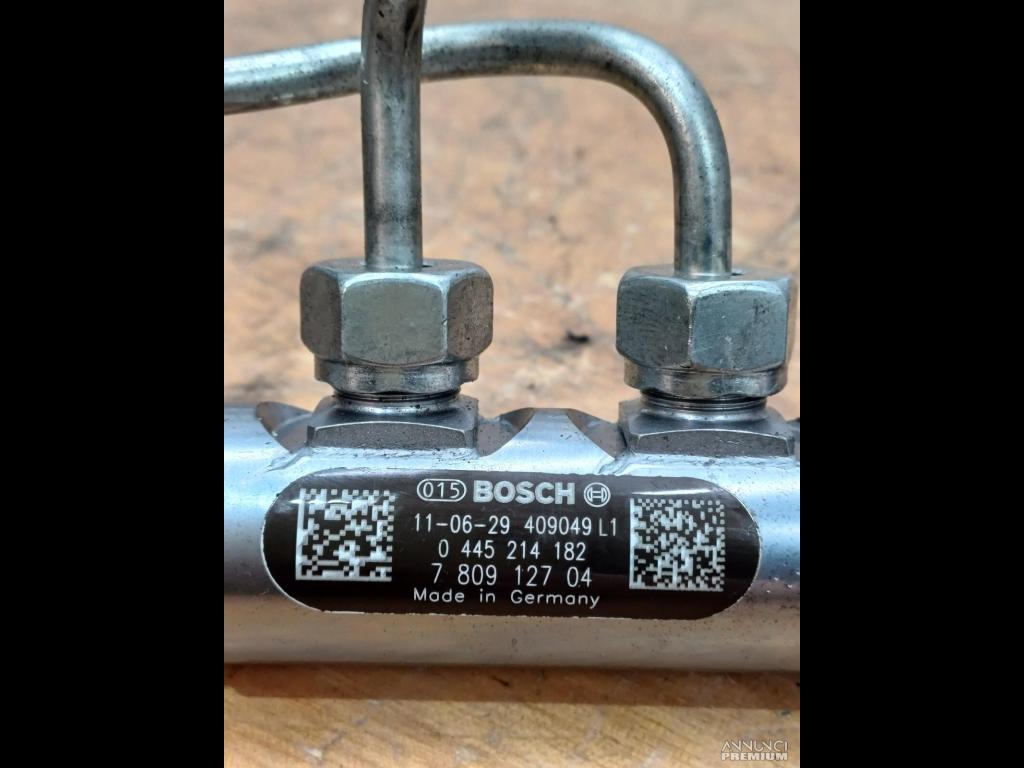 015 BOSCH
11-06-29 409049 L1
0 445 214 182
7 809 127 04
Made in Germany
ANNUNCI
PREMIUM